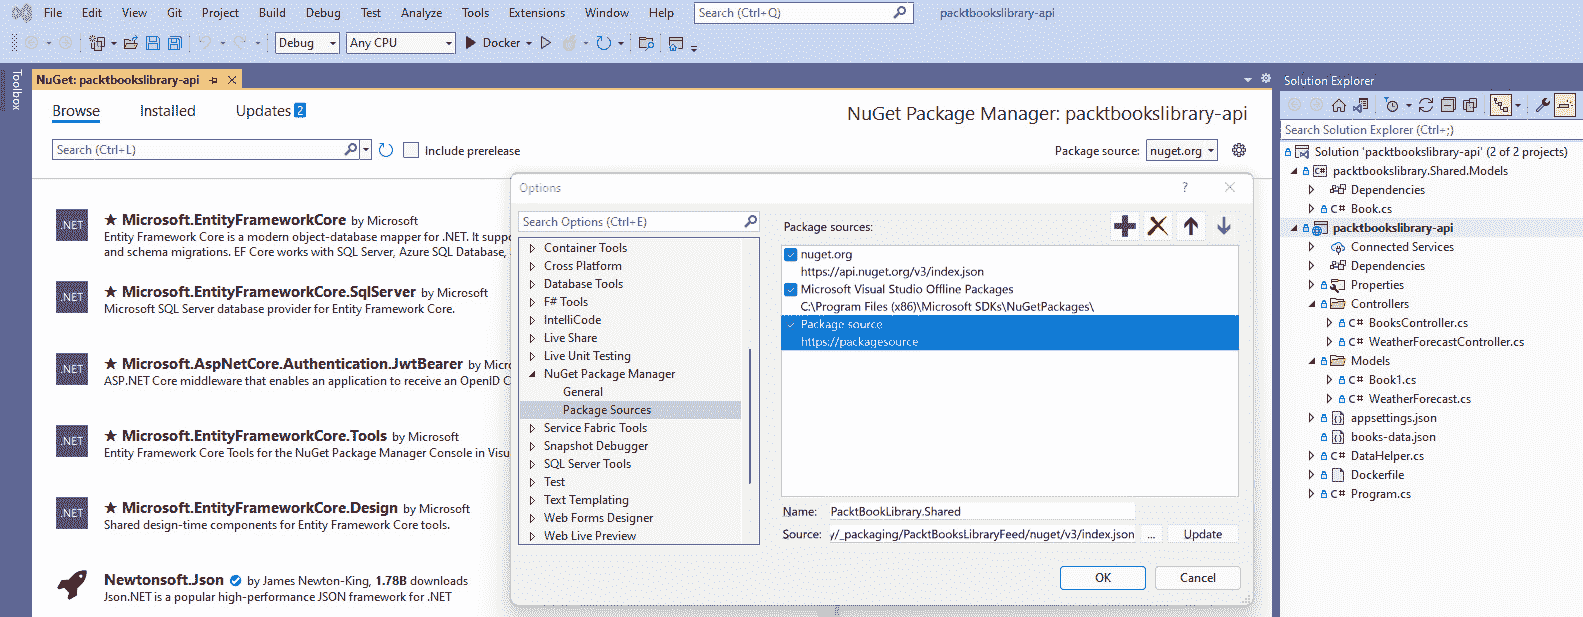 File Edit View Git Project Build Debug Test Analyze Tools Extensions Window Help Search (Ctrl+Q) packtbookslibrary-api
Debug Any CPU Docker
Toolbox
NuGet: packtbookslibrary-api
Browse Installed Updates 2
NuGet Package Manager: packtbookslibrary-api
Search (Ctrl+L) Include prerelease Package source: nuget.org
.NET
Microsoft.EntityFrameworkCore by Microsoft
Entity Framework Core is a modern object-database mapper for .NET. It supp
and schema migrations. EF Core works with SQL Server, Azure SQL Database,
.NET
Microsoft.EntityFrameworkCore.SqlServer by Microsoft
Microsoft SQL Server database provider for Entity Framework Core.
.NET
Microsoft.AspNetCore.Authentication.JwtBearer by Micro
ASP.NET Core middleware that enables an application to receive an OpenID C
.NET
Microsoft.EntityFrameworkCore.Tools by Microsoft
Entity Framework Core Tools for the NuGet Package Manager Console in Visu
.NET
Microsoft.EntityFrameworkCore.Design by Microsoft
Shared design-time components for Entity Framework Core tools.
Newtonsoft.Json by James Newton-King, 1.78B downloads
Json.NET is a popular high-performance JSON framework for .NET
Options ?
Search Options (Ctrl+E)
Container Tools
Cross Platform
Database Tools
F# Tools
IntelliCode
Live Share
Live Unit Testing
NuGet Package Manager
General
Package Sources
Service Fabric Tools
Snapshot Debugger
SQL Server Tools
Test
Text Templating
Web Forms Designer
Web Live Preview
Package sources:
nuget.org
https://api.nuget.org/v3/index.json
Microsoft Visual Studio Offline Packages
C:\Program Files (x86)\Microsoft SDKs\NuGetPackages\
Package source
https://packagesource
Name: PacktBookLibrary.Shared
Source: y/_packaging/PacktBooksLibraryFeed/nuget/v3/index.json ... Update
OK Cancel
Solution Explorer
Search Solution Explorer (Ctrl+;)
Solution 'packtbookslibrary-api' (2 of 2 projects)
C# packtbookslibrary.Shared.Models
Dependencies
C# Book.cs
packtbookslibrary-api
Connected Services
Dependencies
Properties
Controllers
C# BooksController.cs
C# WeatherForecastController.cs
Models
C# Book1.cs
C# WeatherForecast.cs
appsettings.json
books-data.json
C# DataHelper.cs
Dockerfile
C# Program.cs